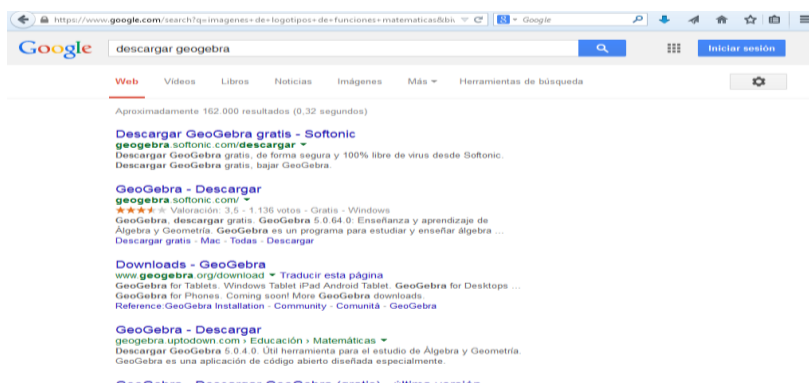 https://www.google.com/search?q=imagenes+de+logotipos+de+funciones+matematicas&bi
Google
Google
descargar geogebra
Iniciar sesión
Web Vídeos Libros Noticias Imágenes Más Herramientas de búsqueda
Aproximadamente 162.000 resultados (0,32 segundos)
Descargar GeoGebra gratis - Softonic
geogebra.softonic.com/descargar
Descargar GeoGebra gratis, de forma segura y 100% libre de virus desde Softonic.
Descargar GeoGebra gratis, bajar GeoGebra.
GeoGebra - Descargar
geogebra.softonic.com/
Valoración: 3,5 - 1.136 votos - Gratis - Windows
GeoGebra, descargar gratis. GeoGebra 5.0.64.0: Enseñanza y aprendizaje de
Álgebra y Geometría. GeoGebra es un programa para estudiar y enseñar álgebra ...
Descargar gratis - Mac - Todas - Descargar
Downloads - GeoGebra
www.geogebra.org/download Traducir esta página
GeoGebra for Tablets. Windows Tablet iPad Android Tablet. GeoGebra for Desktops ...
GeoGebra for Phones. Coming soon! More GeoGebra downloads.
Reference:GeoGebra Installation - Community - Comunitá - GeoGebra
GeoGebra - Descargar
geogebra.uptodown.com › Educación › Matemáticas
Descargar GeoGebra 5.0.4.0. Útil herramienta para el estudio de Álgebra y Geometría.
GeoGebra es una aplicación de código abierto diseñada especialmente.
GeoGebra - Descargar GeoGebra (gratis) - última versión